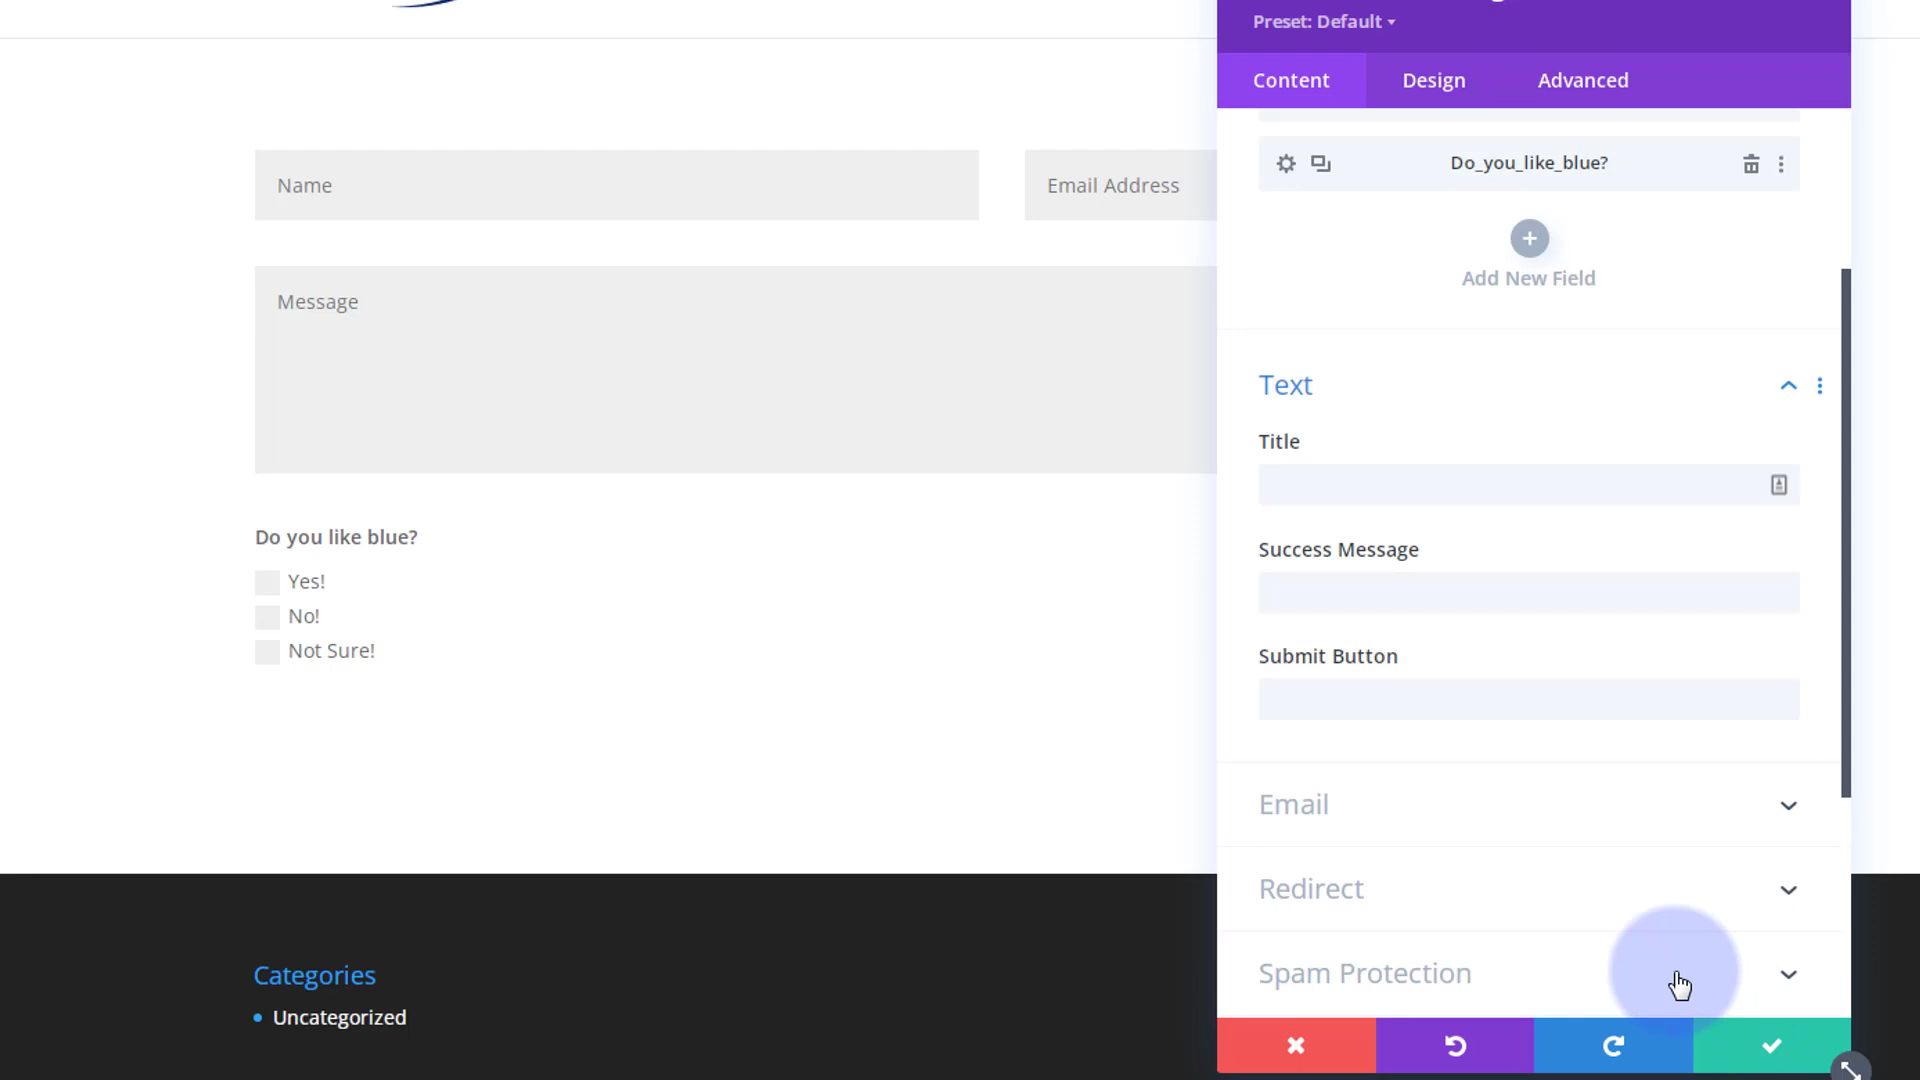 Preset: Default
Content
Design
Advanced
Name
Email Address
Message
Do you like blue?
Yes!
No!
Not Sure!
Do_you_like_blue?
Add New Field
Text
Title
Success Message
Submit Button
Email
Redirect
Spam Protection
Categories
Uncategorized